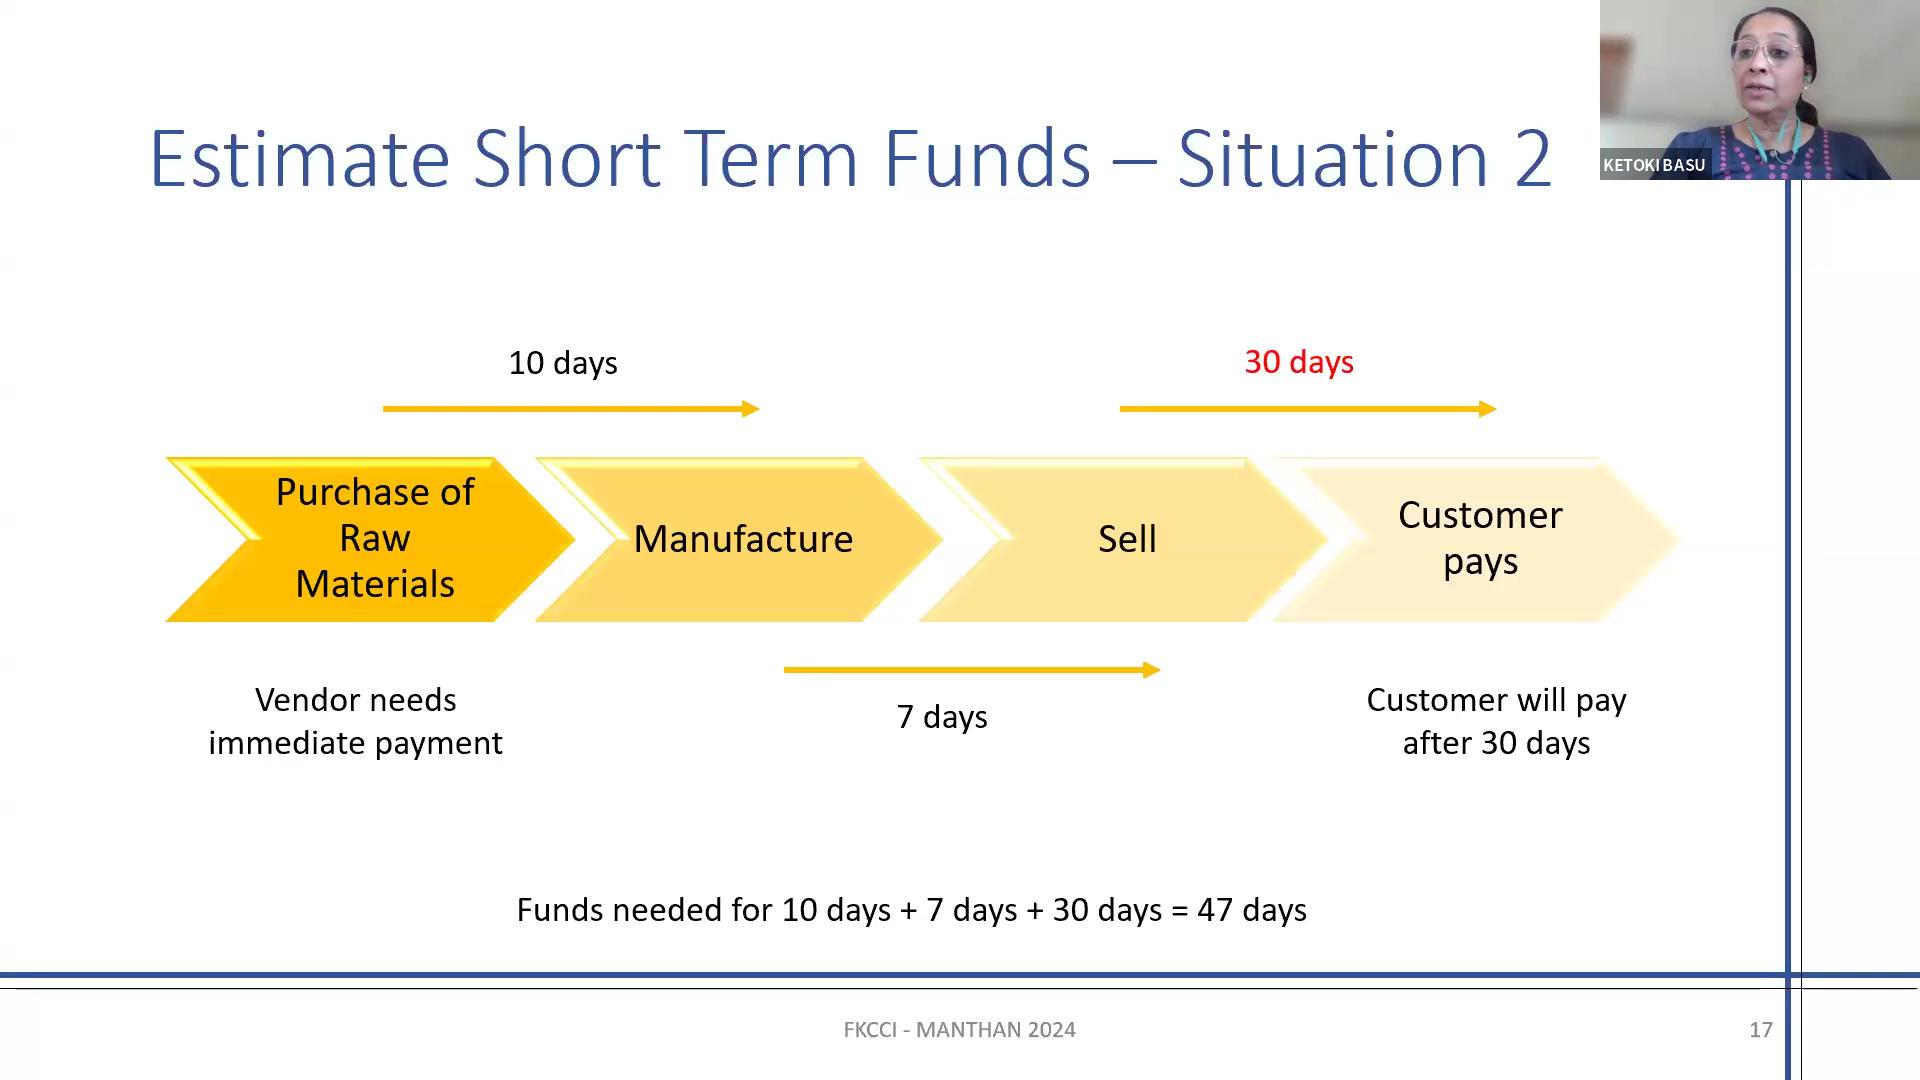 Estimate Short Term Funds – Situation 2
KETOKI BASU
10 days
30 days
Purchase of
Raw
Materials
Manufacture
Sell
Customer
pays
Vendor needs
immediate payment
7 days
Customer will pay
after 30 days
Funds needed for 10 days + 7 days + 30 days = 47 days
FKCCI - MANTHAN 2024
17